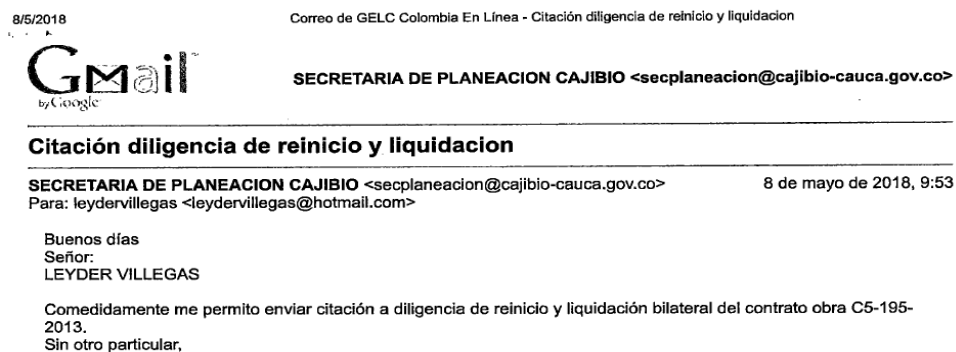 8/5/2018 Correo de GELC Colombia En Línea - Citación diligencia de reinicio y liquidacion
GMail
by Google
SECRETARIA DE PLANEACION CAJIBIO <secplaneacion@cajibio-cauca.gov.co>
Citación diligencia de reinicio y liquidacion
SECRETARIA DE PLANEACION CAJIBIO <secplaneacion@cajibio-cauca.gov.co> 8 de mayo de 2018, 9:53
Para: leydervillegas <leydervillegas@hotmail.com>
Buenos días
Señor:
LEYDER VILLEGAS
Comedidamente me permito enviar citación a diligencia de reinicio y liquidación bilateral del contrato obra C5-195-
2013.
Sin otro particular,